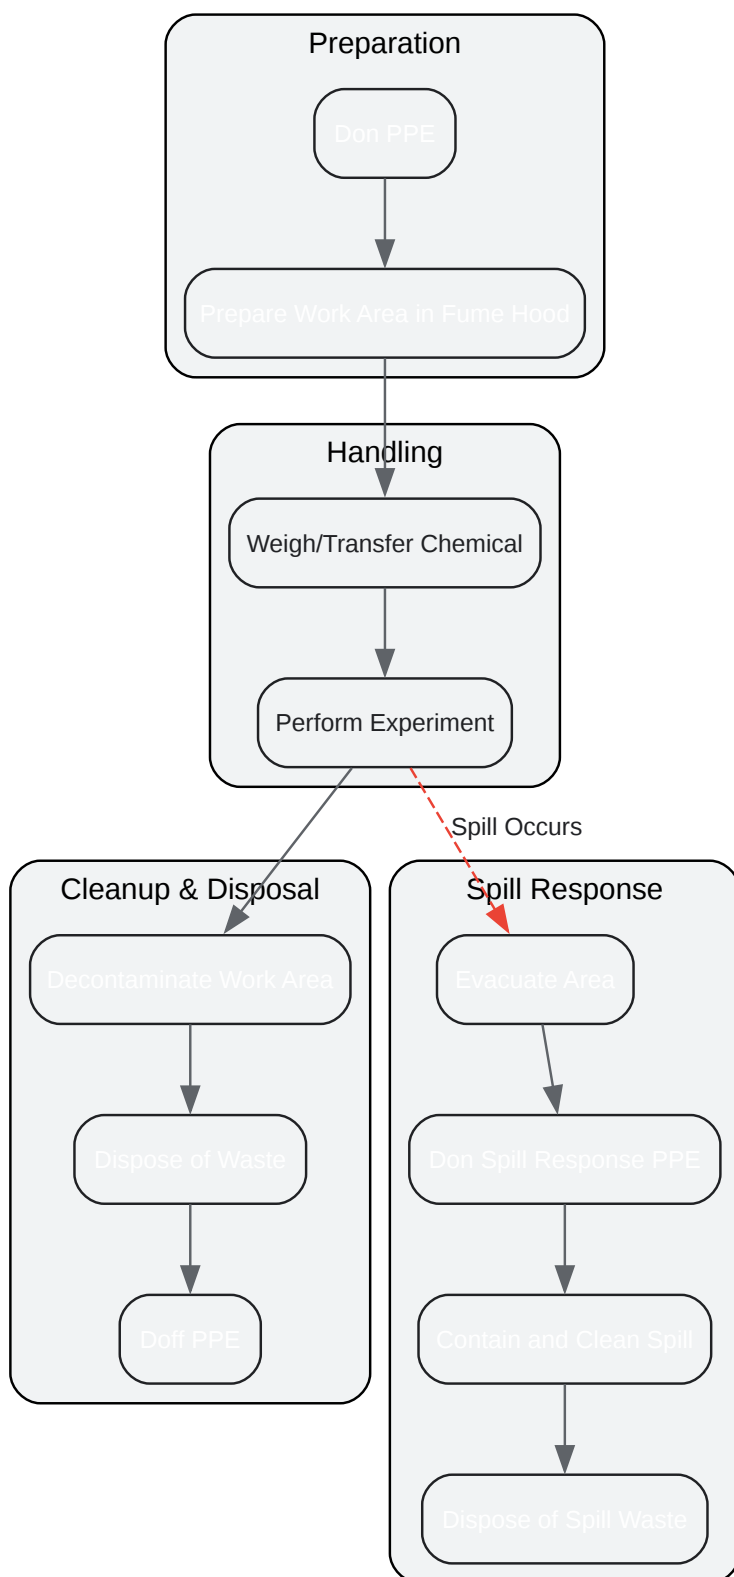 Preparation
Don PPE
Prepare Work Area in Fume Hood
Handling
Weigh/Transfer Chemical
Perform Experiment
Spill Occurs
Cleanup & Disposal
Decontaminate Work Area
Dispose of Waste
Doff PPE
Spill Response
Evacuate Area
Don Spill Response PPE
Contain and Clean Spill
Dispose of Spill Waste